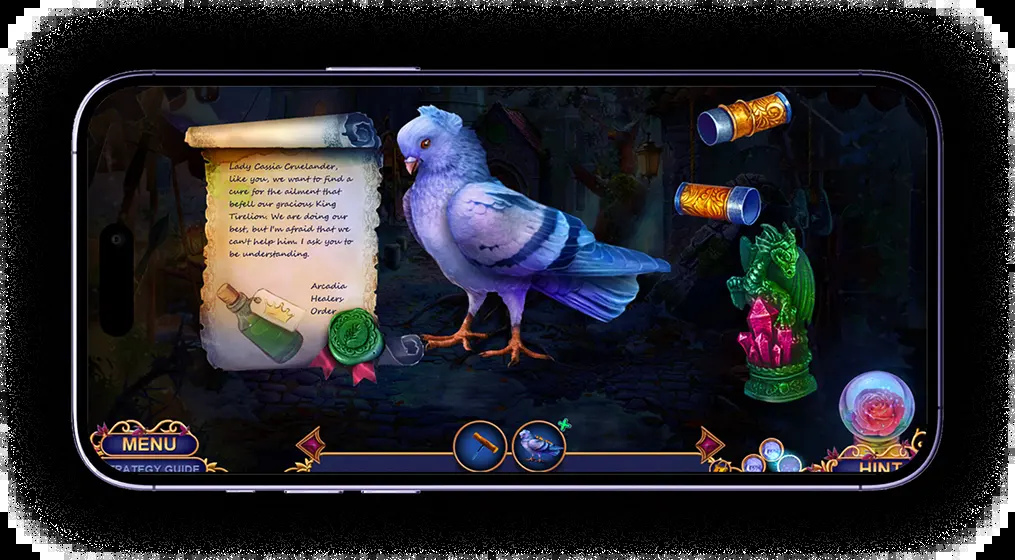 Lady Cassia Cruelander,
like you, we want to find a
cure for the ailment that
befell our gracious King
Tirelion. We are doing our
best, but I'm afraid that we
can't help him. I ask you to
be understanding.
Arcadia
Healers
Order
MENU
TRATEGY GUIDE
HINT